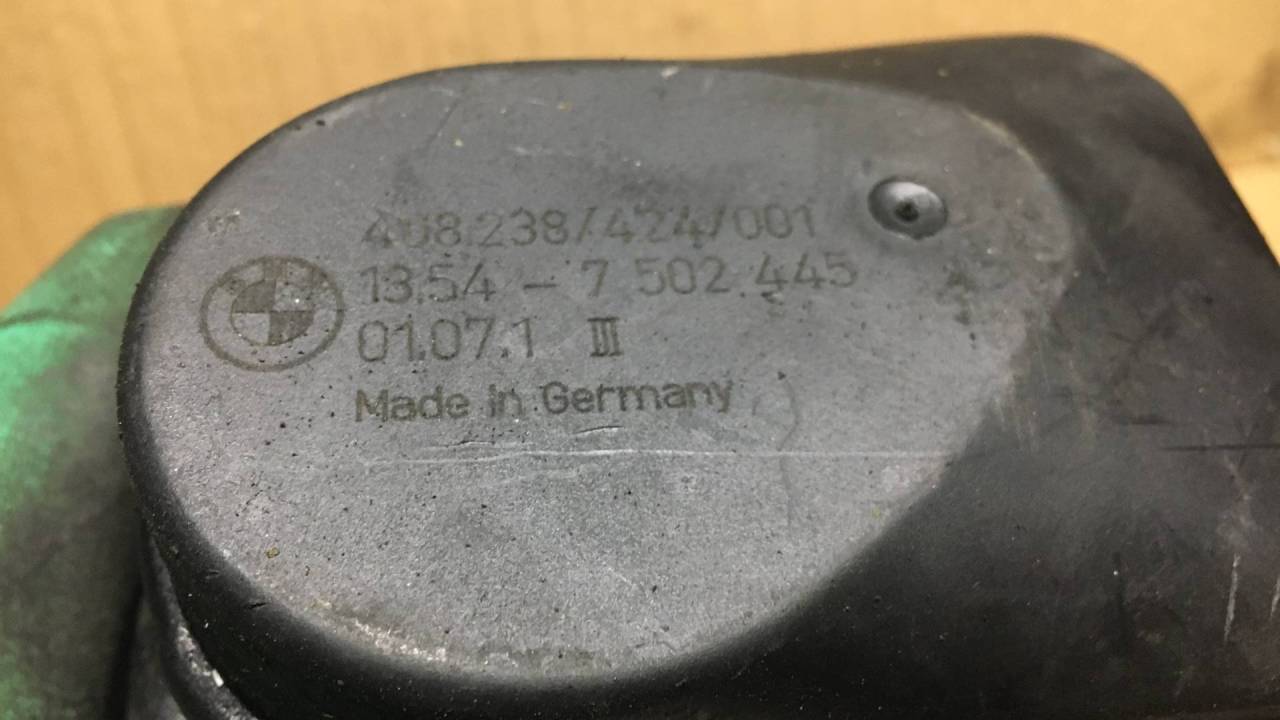 408.238/424/001
13.54 - 7 502 445
01.07.1 III
Made in Germany